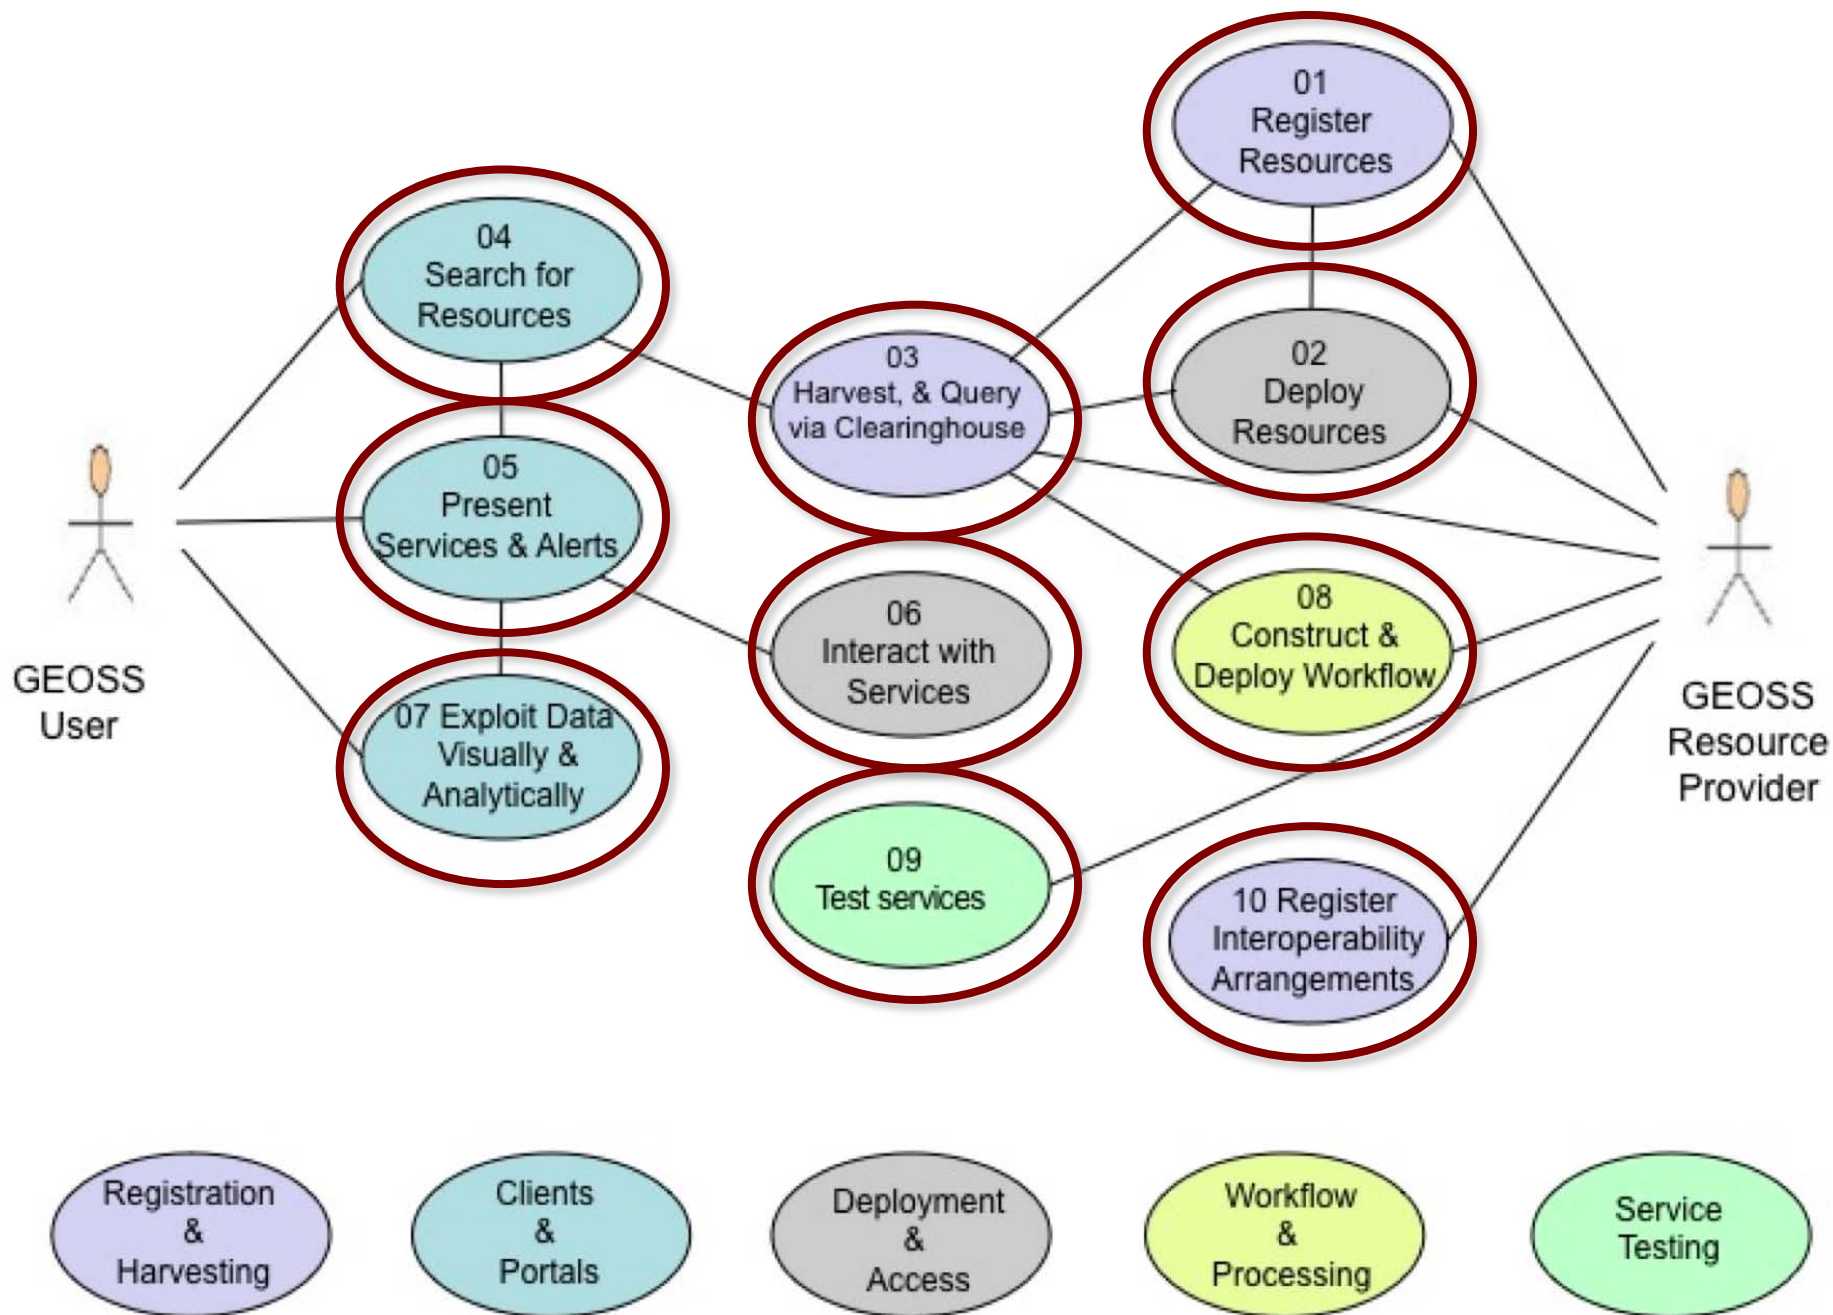 01
Register
Resources
04
Search for
Resources
03
Harvest, & Query
via Clearinghouse
02
Deploy
Resources
05
Present
Services & Alerts
06
Interact with
Services
08
Construct &
Deploy Workflow
GEOSS
User
07 Exploit Data
Visually &
Analytically
GEOSS
Resource
Provider
09
Test services
10 Register
Interoperability
Arrangements
Registration
&
Harvesting
Clients
&
Portals
Deployment
&
Access
Workflow
&
Processing
Service
Testing